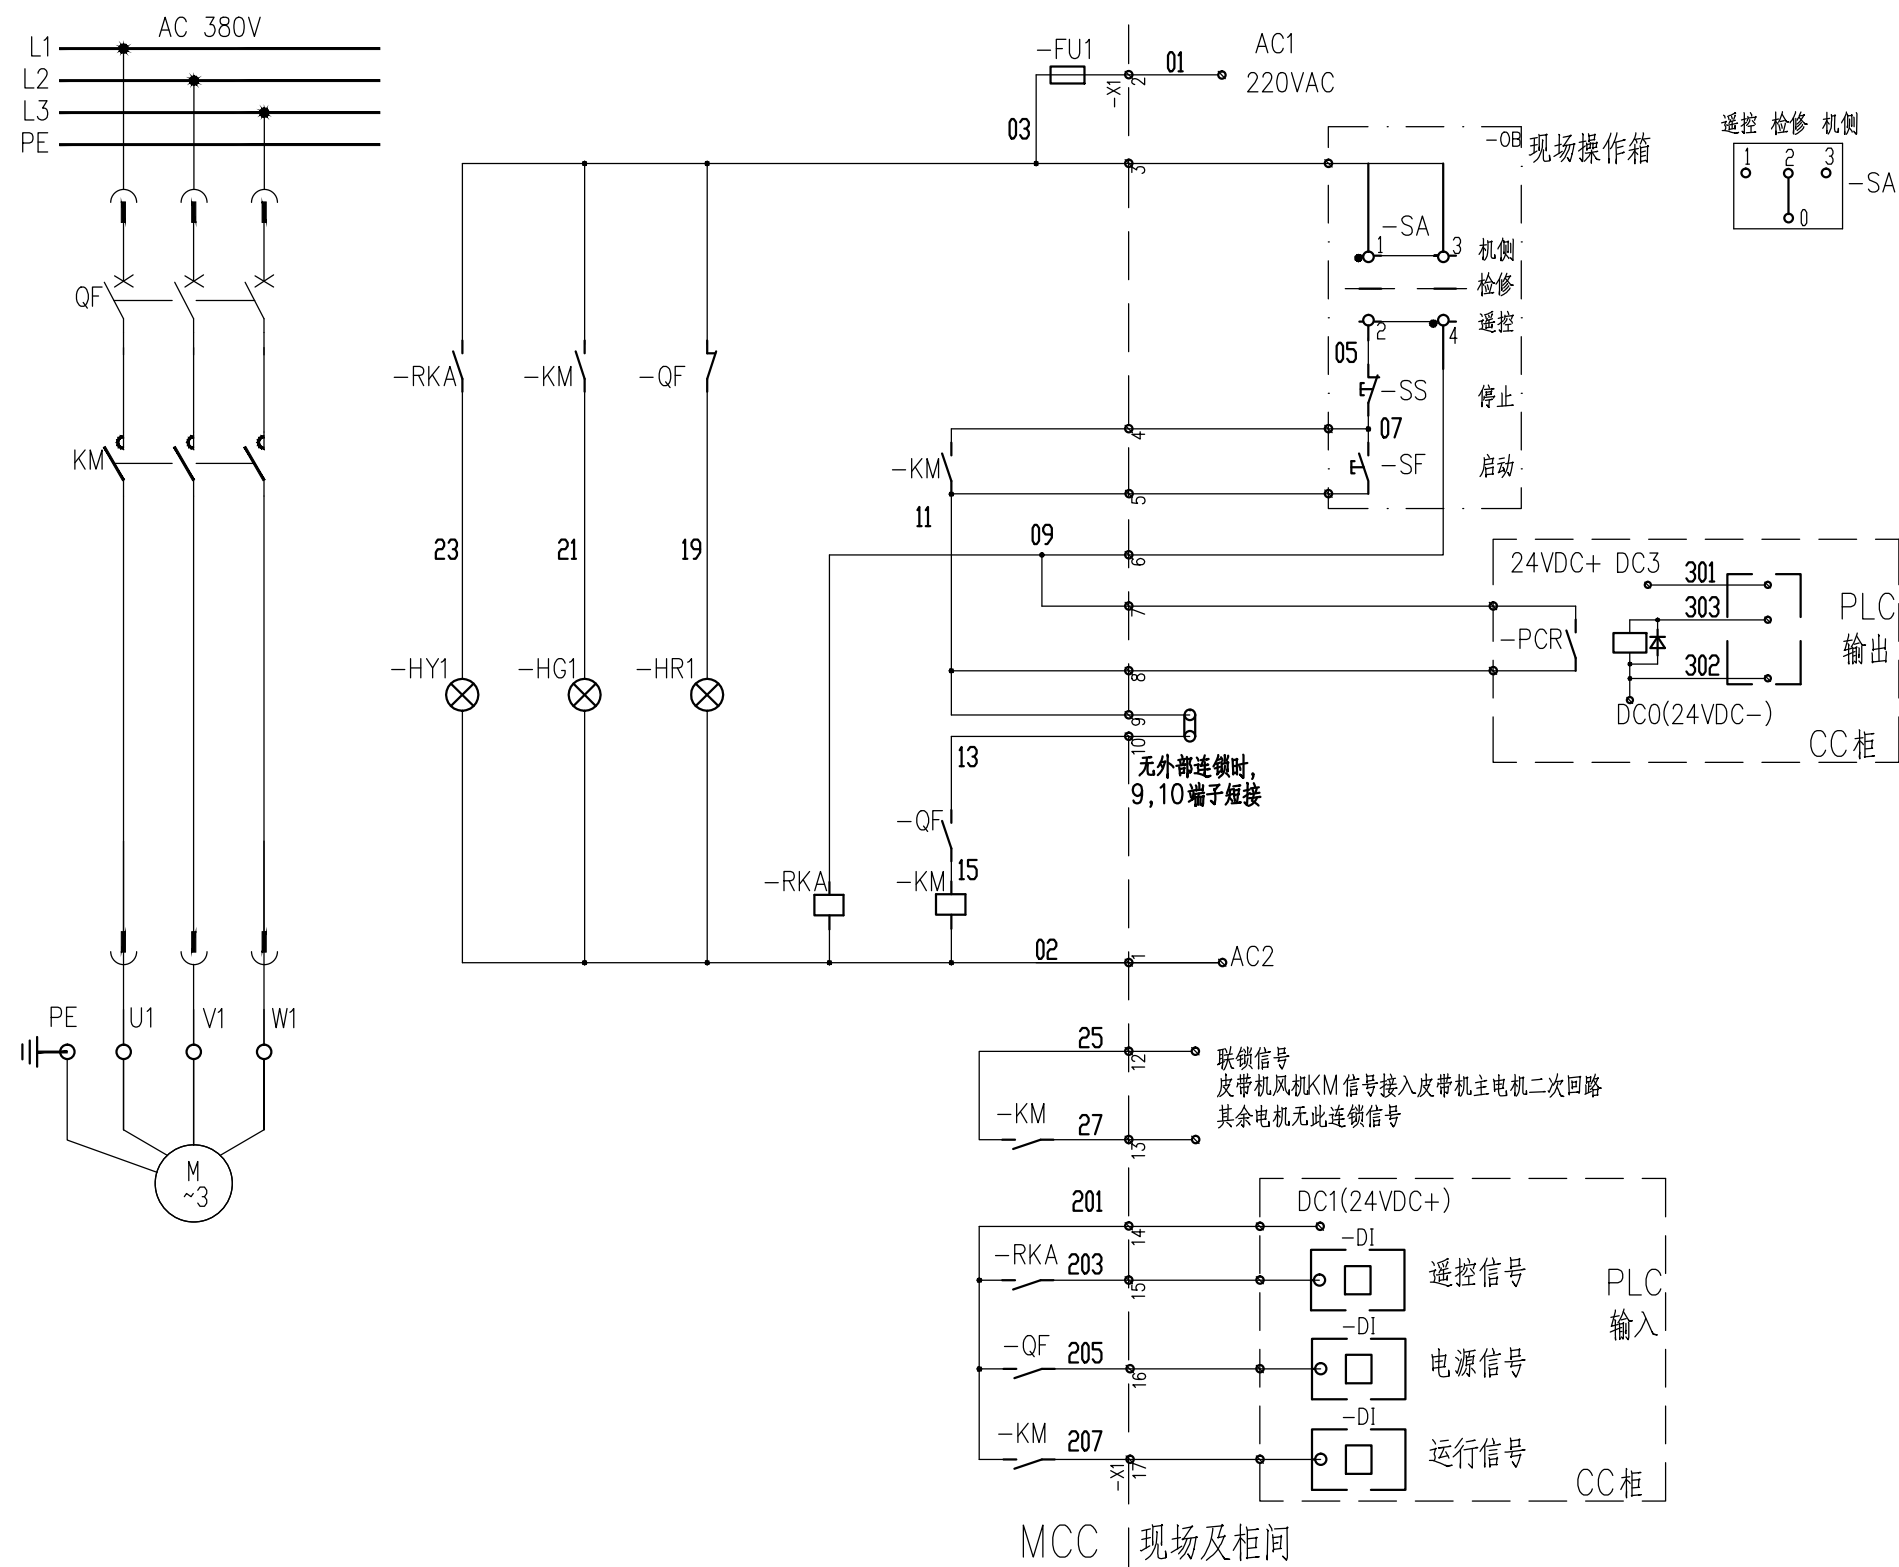 AC 380V
L1
L2
L3
PE
QF
KM
PE
U1
V1
W1
M
~3
-FU1
01
AC1
220VAC
-X1
2
03
3
-OB
现场操作箱
遥控 检修 机侧
1 2 3
0
-SA
-SA
1
3
机侧
检修
遥控
2
4
05
-SS
停止
07
-SF
启动
-RKA
-KM
-QF
4
-KM
5
11
09
6
7
8
23
21
19
24VDC+ DC3
301
303
302
PLC
输出
-PCR
DC0(24VDC-)
CC柜
-HY1
-HG1
-HR1
9
10
13
无外部连锁时,
9,10端子短接
-QF
15
-RKA
-KM
02
1
AC2
25
12
联锁信号
皮带机风机KM信号接入皮带机主电机二次回路
其余电机无此连锁信号
-KM
27
13
201
14
DC1(24VDC+)
-RKA
203
15
-DI
遥控信号
PLC
输入
-QF
205
16
-DI
电源信号
-KM
207
-X1
17
-DI
运行信号
CC柜
MCC
现场及柜间